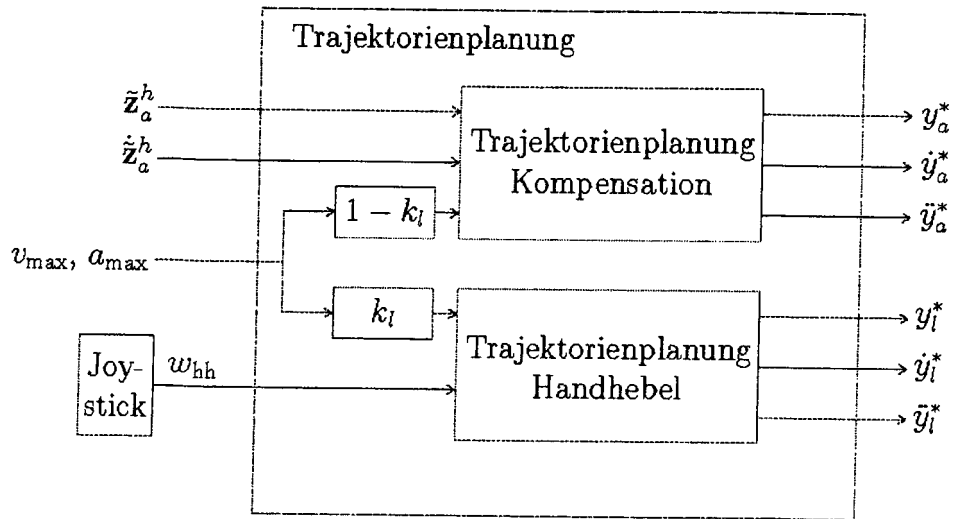 Trajektorienplanung
z̃ₐʰ
ż̃ₐʰ
Trajektorienplanung
Kompensation
yₐ*
ẏₐ*
ÿₐ*
1 − kₗ
v_max, a_max
kₗ
Trajektorienplanung
Handhebel
yₗ*
ẏₗ*
ÿₗ*
Joy-
stick
w_hh